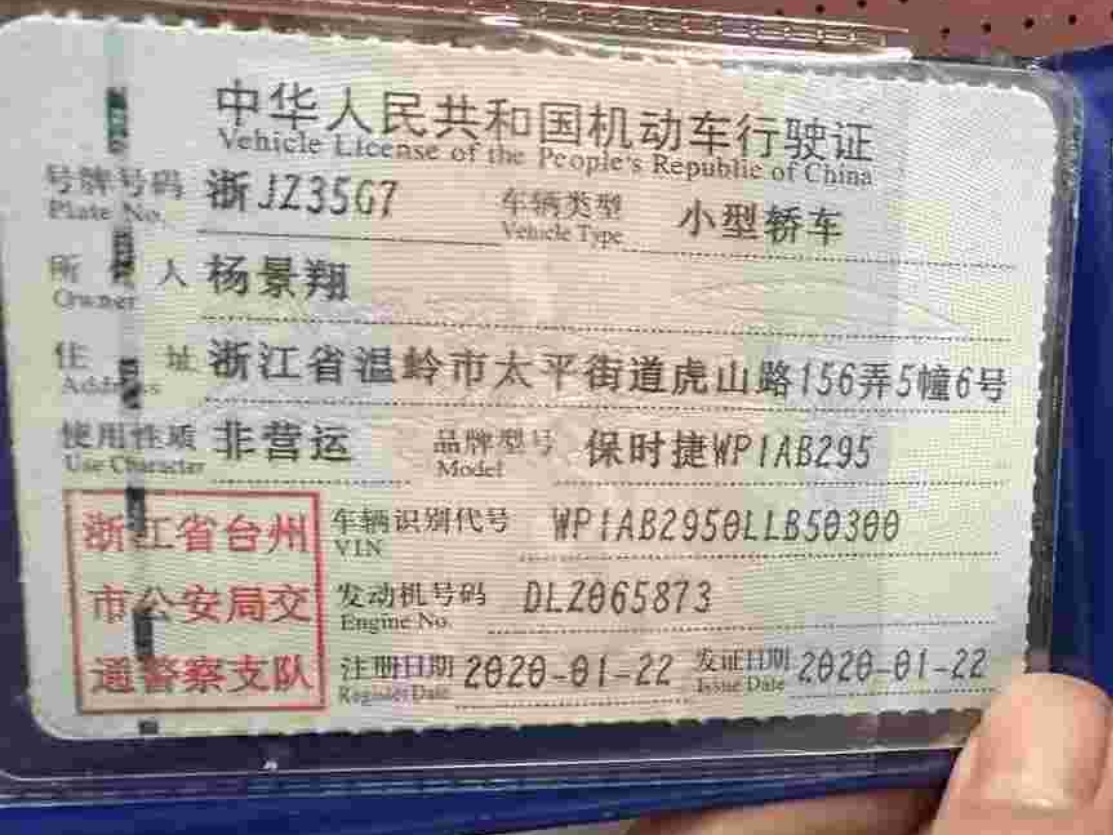 中华人民共和国机动车行驶证
Vehicle License of the People's Republic of China
号牌号码 浙JZ35G7 车辆类型 小型轿车
Plate No. Vehicle Type
所 人 杨景翔
Owner
住 址 浙江省温岭市太平街道虎山路156弄5幢6号
Address
使用性质 非营运 品牌型号 保时捷WP1AB295
Use Character Model
浙江省台州 车辆识别代号 WP1AB2950LLB50300
VIN
市公安局交 发动机号码 DLZ065873
Engine No.
通警察支队 注册日期 2020-01-22 发证日期 2020-01-22
Register Date Issue Date